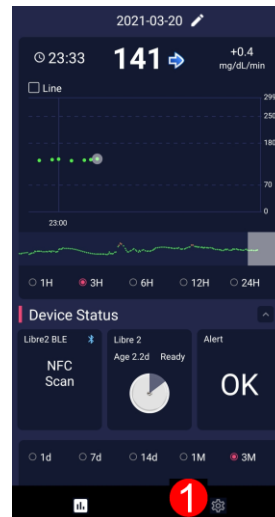 2021-03-20
23:33 141 +0.4
mg/dL/min
Line
299
250
180
70
0
23:00
1H 3H 6H 12H 24H
Device Status
Libre2 BLE Libre 2 Alert
Age 2.2d Ready
NFC
Scan
OK
1d 7d 14d 1M 3M
1